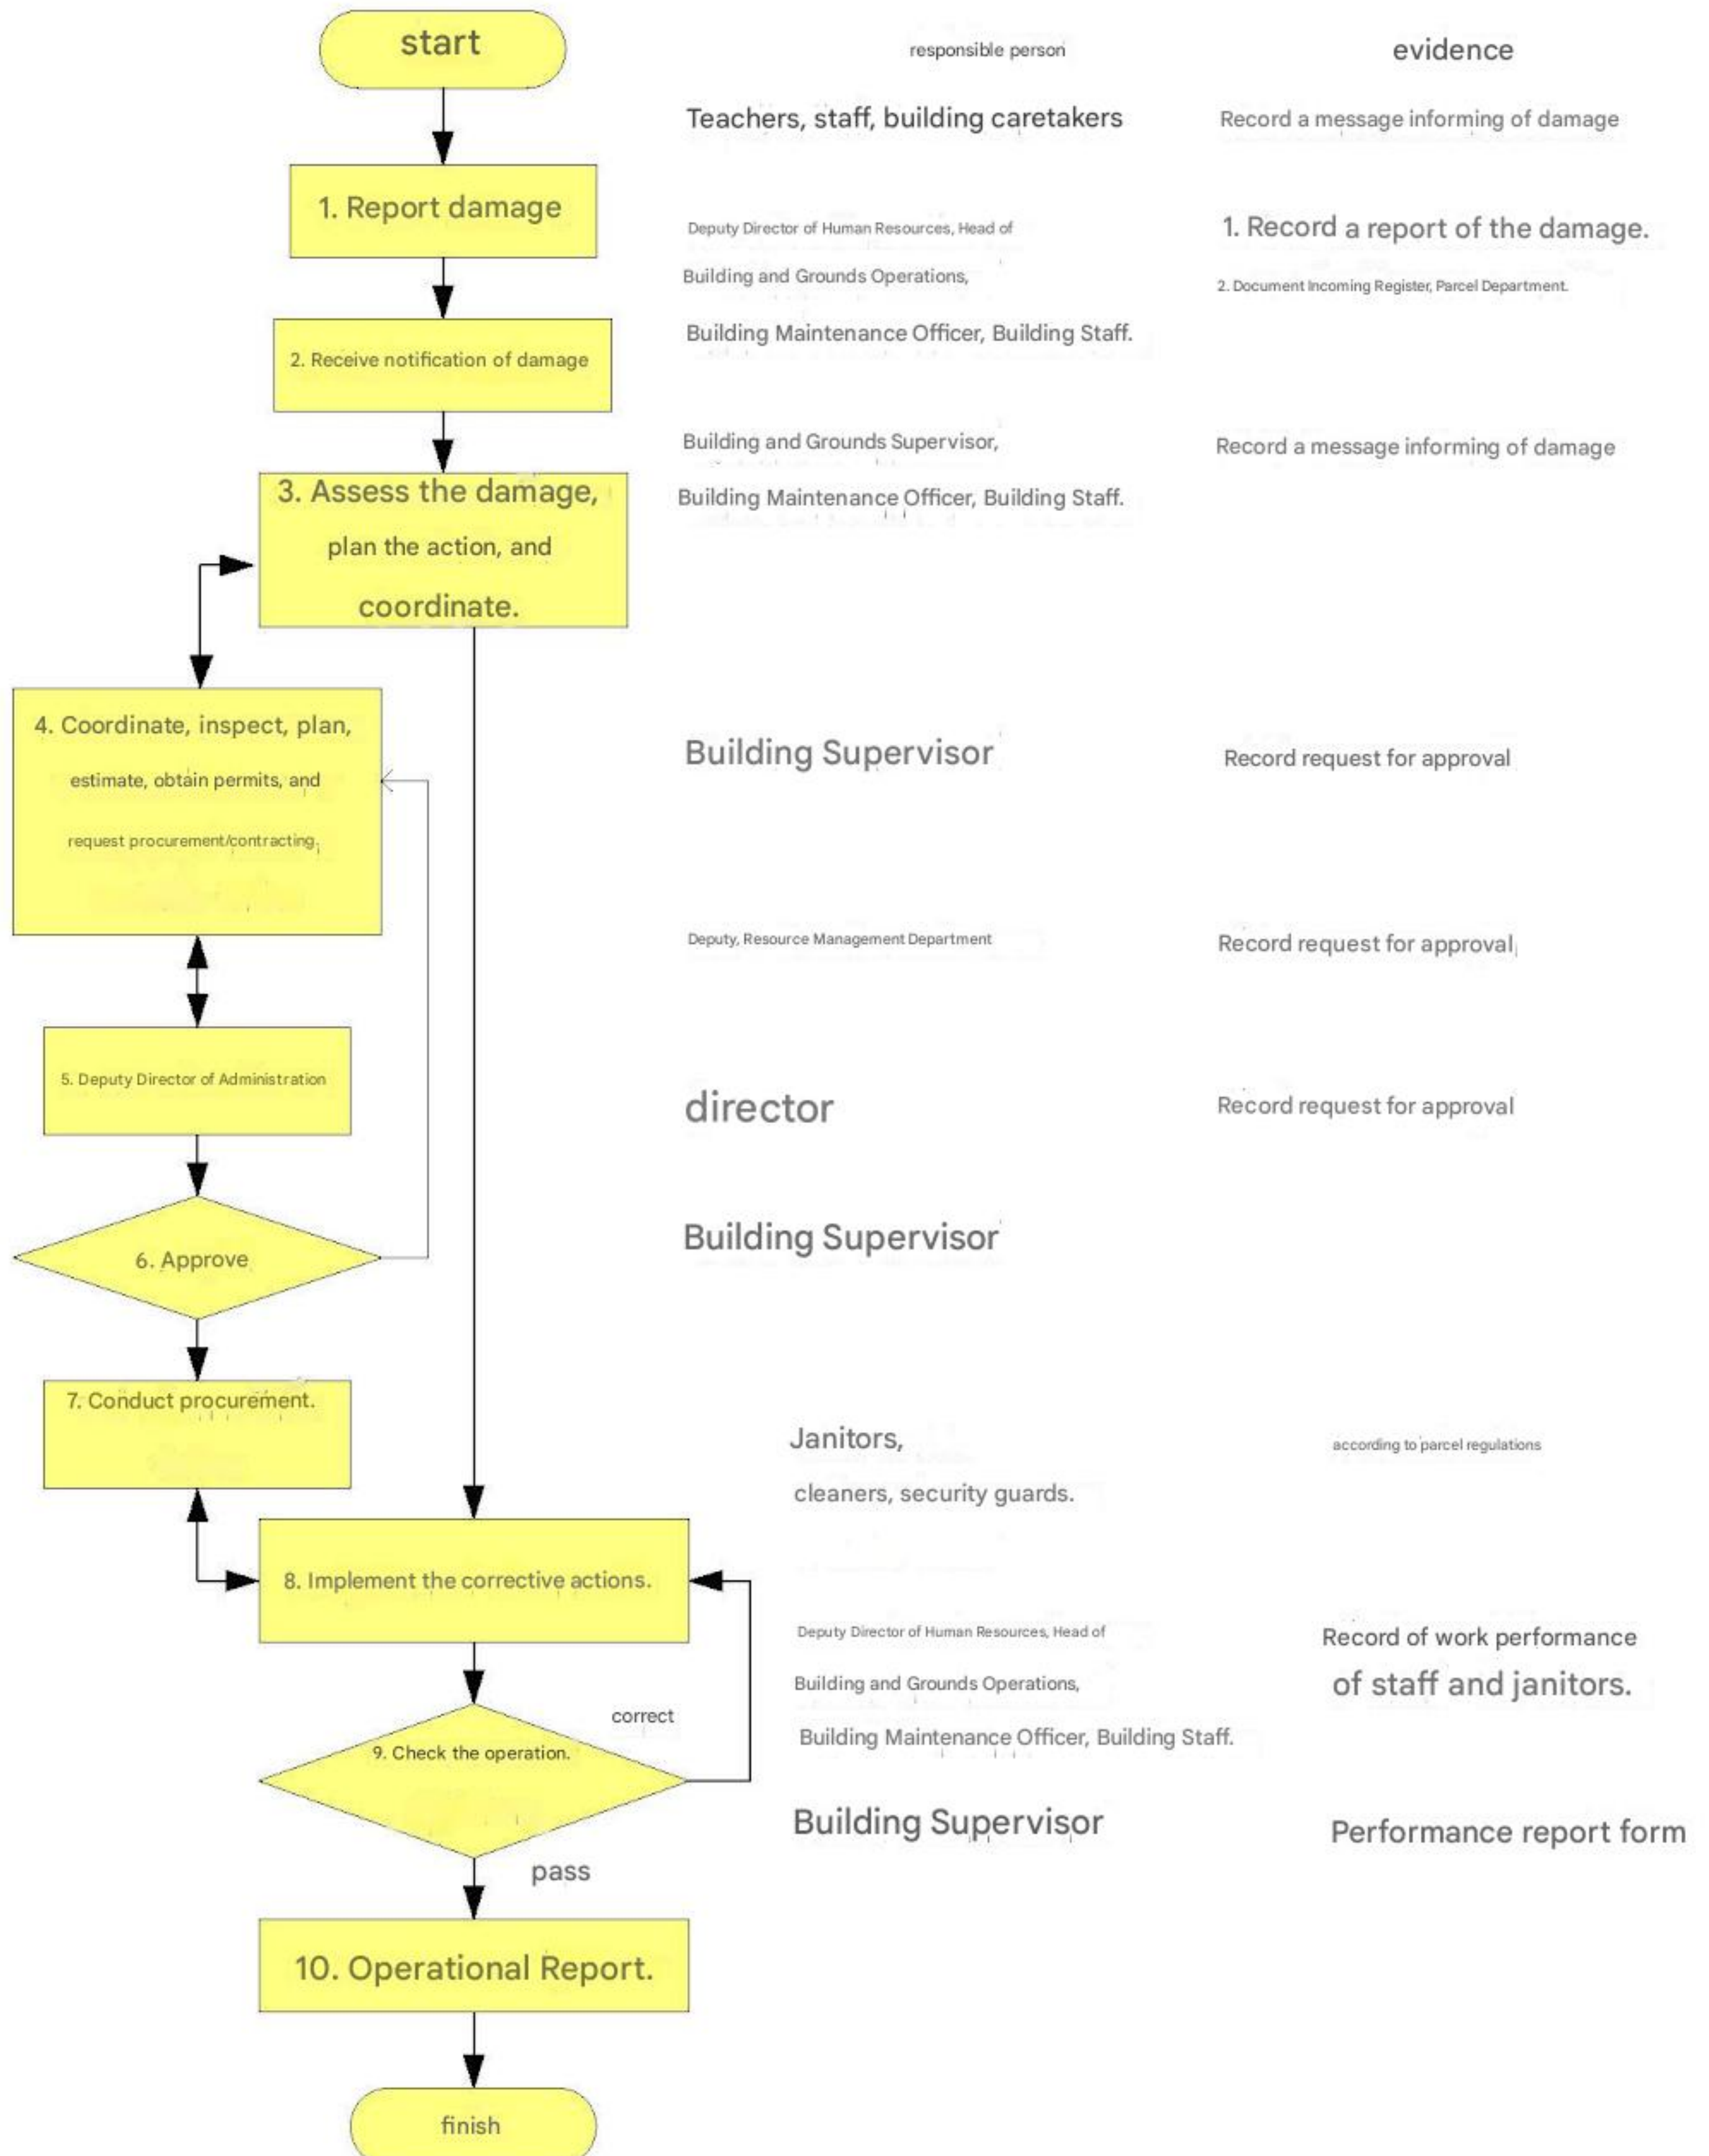 start
responsible person
evidence
Teachers, staff, building caretakers
Record a message informing of damage
1. Report damage
Deputy Director of Human Resources, Head of
Building and Grounds Operations,
Building Maintenance Officer, Building Staff.
1. Record a report of the damage.
2. Document Incoming Register, Parcel Department.
2. Receive notification of damage
Building and Grounds Supervisor,
Building Maintenance Officer, Building Staff.
Record a message informing of damage
3. Assess the damage,
plan the action, and
coordinate.
4. Coordinate, inspect, plan,
estimate, obtain permits, and
request procurement/contracting
Building Supervisor
Record request for approval
Deputy, Resource Management Department
Record request for approval
5. Deputy Director of Administration
director
Record request for approval
6. Approve
Building Supervisor
7. Conduct procurement.
Janitors,
cleaners, security guards.
according to parcel regulations
8. Implement the corrective actions.
Deputy Director of Human Resources, Head of
Building and Grounds Operations,
Building Maintenance Officer, Building Staff.
Record of work performance
of staff and janitors.
correct
9. Check the operation.
Building Supervisor
Performance report form
pass
10. Operational Report.
finish